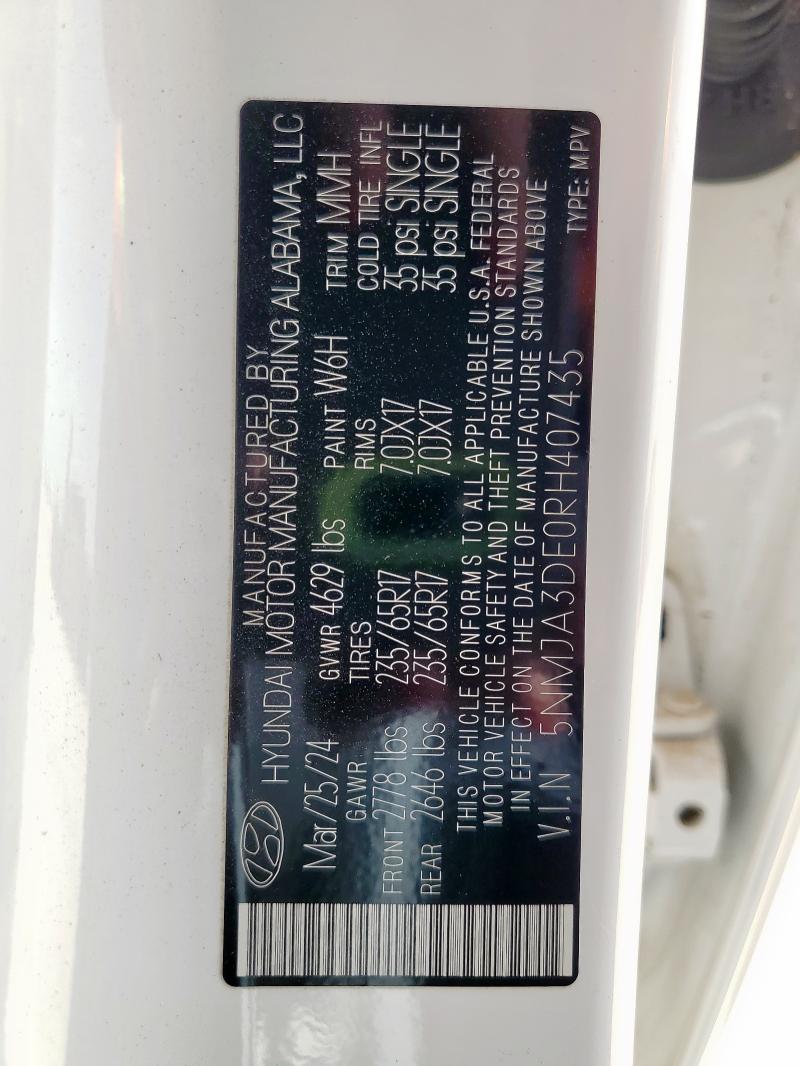 MANUFACTURED BY
HYUNDAI MOTOR MANUFACTURING ALABAMA, LLC
Mar/25/24 GVWR 4629 lbs PAINT W6H TRIM MMH
GAWR TIRES RIMS COLD TIRE INFL
FRONT 2778 lbs 235/65R17 7.0JX17 35 psi SINGLE
REAR 2646 lbs 235/65R17 7.0JX17 35 psi SINGLE
THIS VEHICLE CONFORMS TO ALL APPLICABLE U.S.A. FEDERAL
MOTOR VEHICLE SAFETY AND THEFT PREVENTION STANDARDS
IN EFFECT ON THE DATE OF MANUFACTURE SHOWN ABOVE
V.I.N 5NMJA3DE0RH407435 TYPE: MPV